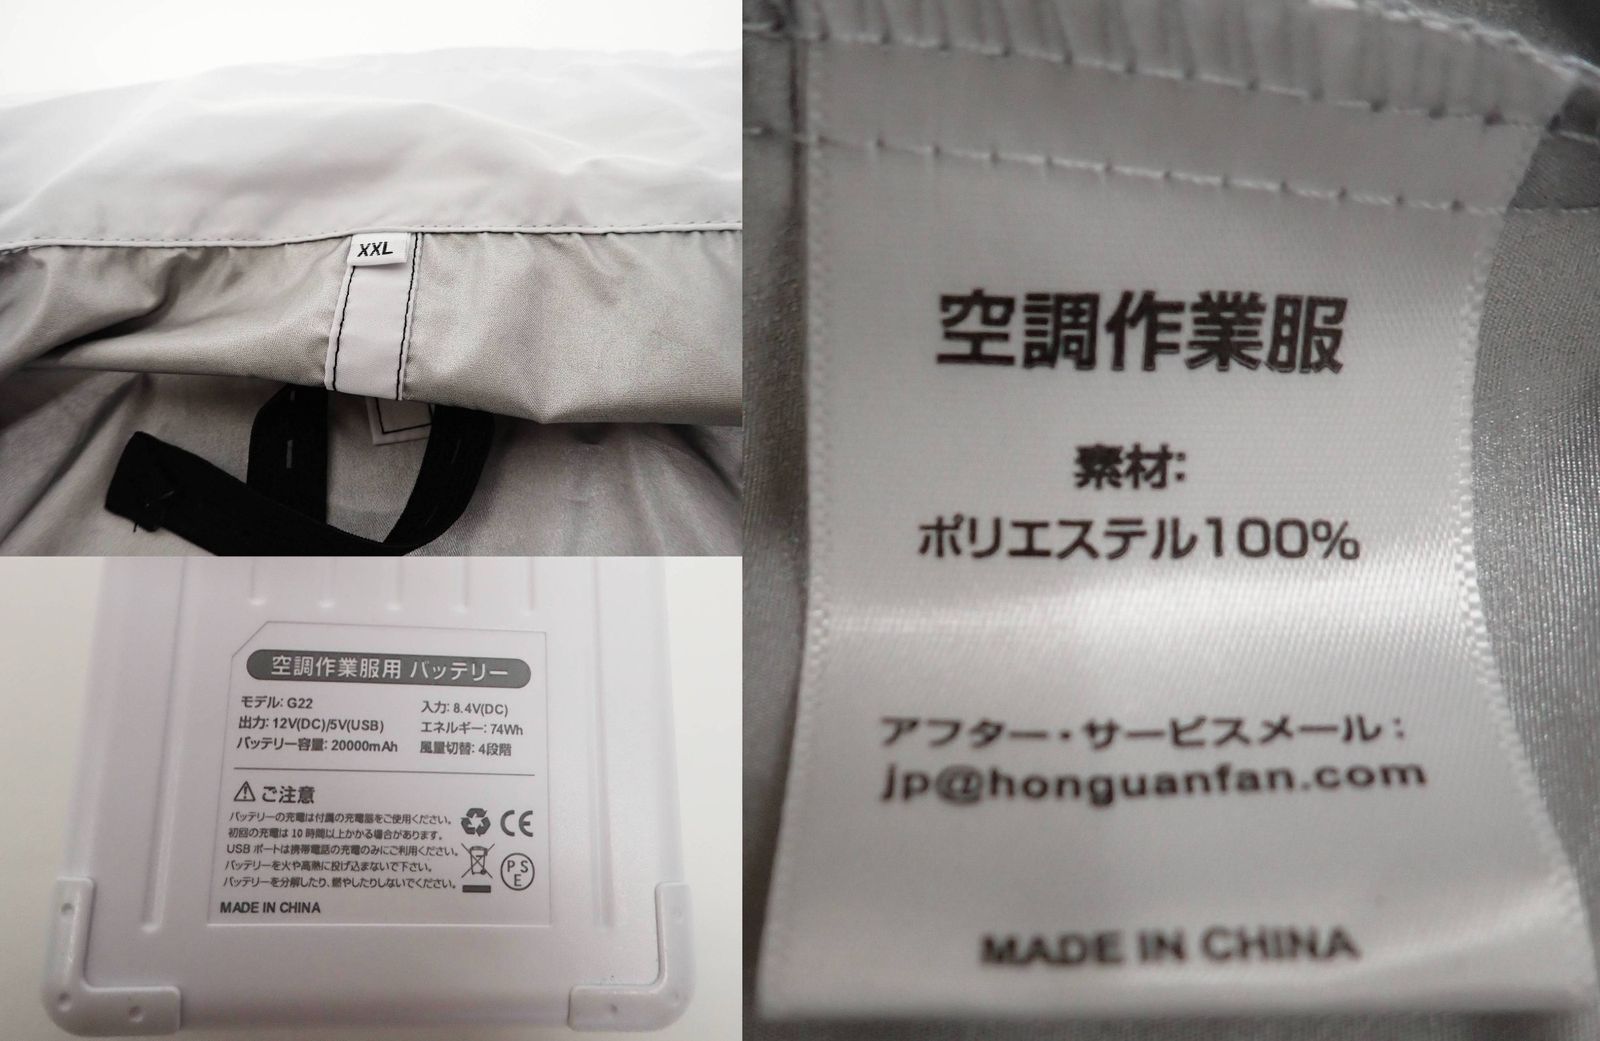 XXL
空調作業服用 バッテリー
モデル: G22
入力: 8.4V(DC)
出力: 12V(DC)/5V(USB)
エネルギー: 74Wh
バッテリー容量: 20000mAh
風量切替: 4段階
ご注意
バッテリーの充電は付属の充電器をご使用ください。
初回の充電は 10 時間以上かかる場合があります。
USB ポートは携帯電話の充電のみにご利用ください。
バッテリーを火や高熱に投げ込まないで下さい。
バッテリーを分解したり、燃やしたりしないでください。
CE
PSE
MADE IN CHINA
空調作業服
素材:
ポリエステル100%
アフター・サービスメール:
jp@honguanfan.com
MADE IN CHINA